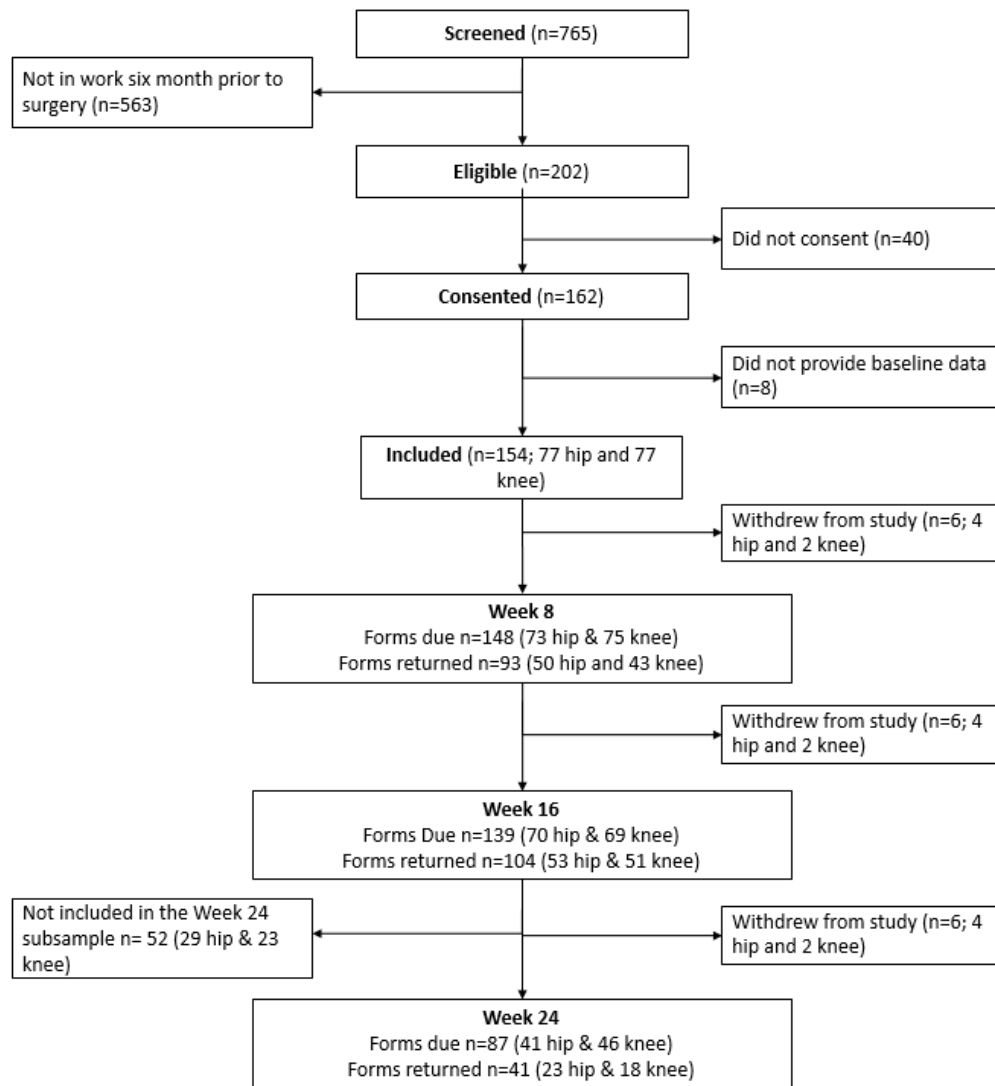 Screened (n=765)
Not in work six month prior to
surgery (n=563)
Eligible (n=202)
Did not consent (n=40)
Consented (n=162)
Did not provide baseline data
(n=8)
Included (n=154; 77 hip and 77
knee)
Withdrew from study (n=6; 4
hip and 2 knee)
Week 8
Forms due n=148 (73 hip & 75 knee)
Forms returned n=93 (50 hip and 43 knee)
Withdrew from study (n=6; 4
hip and 2 knee)
Week 16
Forms Due n=139 (70 hip & 69 knee)
Forms returned n=104 (53 hip & 51 knee)
Not included in the Week 24
subsample n= 52 (29 hip & 23
knee)
Withdrew from study (n=6; 4
hip and 2 knee)
Week 24
Forms due n=87 (41 hip & 46 knee)
Forms returned n=41 (23 hip & 18 knee)